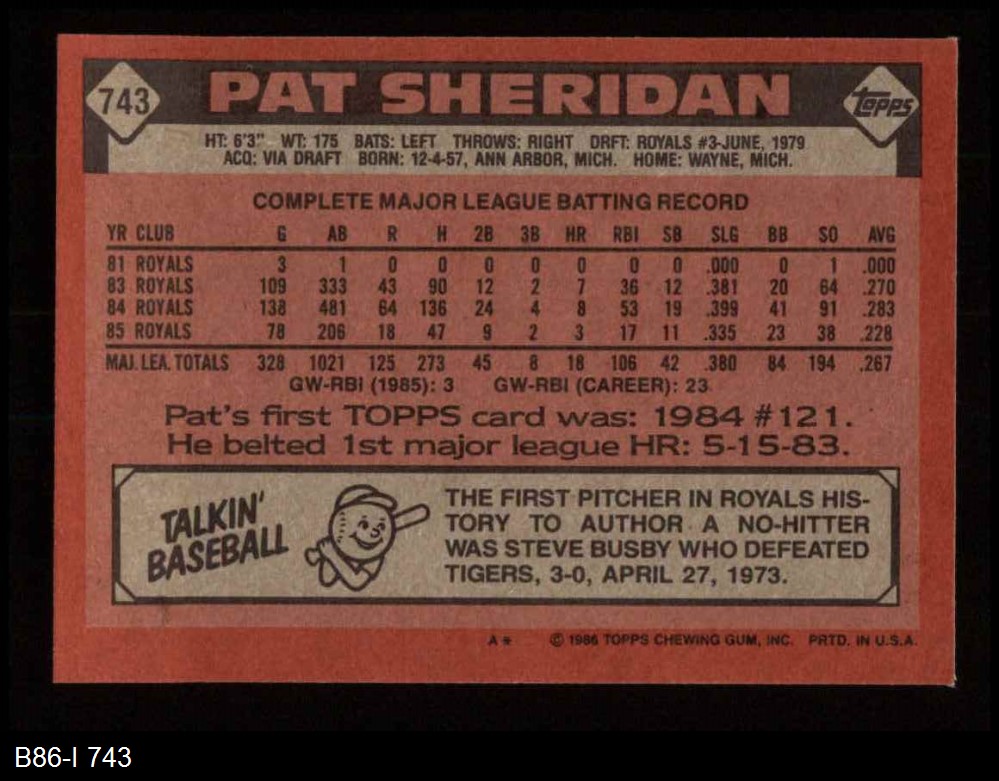 743
PAT SHERIDAN
Topps
HT: 6'3" WT: 175 BATS: LEFT THROWS: RIGHT DRFT: ROYALS #3-JUNE, 1979
ACQ: VIA DRAFT BORN: 12-4-57, ANN ARBOR, MICH. HOME: WAYNE, MICH.
COMPLETE MAJOR LEAGUE BATTING RECORD
YR CLUB G AB R H 2B 3B HR RBI SB SLG BB SO AVG
81 ROYALS 3 1 0 0 0 0 0 0 0 .000 0 1 .000
83 ROYALS 109 333 43 90 12 2 7 36 12 .381 20 64 .270
84 ROYALS 138 481 64 136 24 4 8 53 19 .399 41 91 .283
85 ROYALS 78 206 18 47 9 2 3 17 11 .335 23 38 .228
MAJ. LEA. TOTALS 328 1021 125 273 45 8 18 106 42 .380 84 194 .267
GW-RBI (1985): 3 GW-RBI (CAREER): 23
Pat's first TOPPS card was: 1984 #121.
He belted 1st major league HR: 5-15-83.
TALKIN'
BASEBALL
THE FIRST PITCHER IN ROYALS HIS-
TORY TO AUTHOR A NO-HITTER
WAS STEVE BUSBY WHO DEFEATED
TIGERS, 3-0, APRIL 27, 1973.
A* © 1986 TOPPS CHEWING GUM, INC. PRTD. IN U.S.A.
B86-I 743